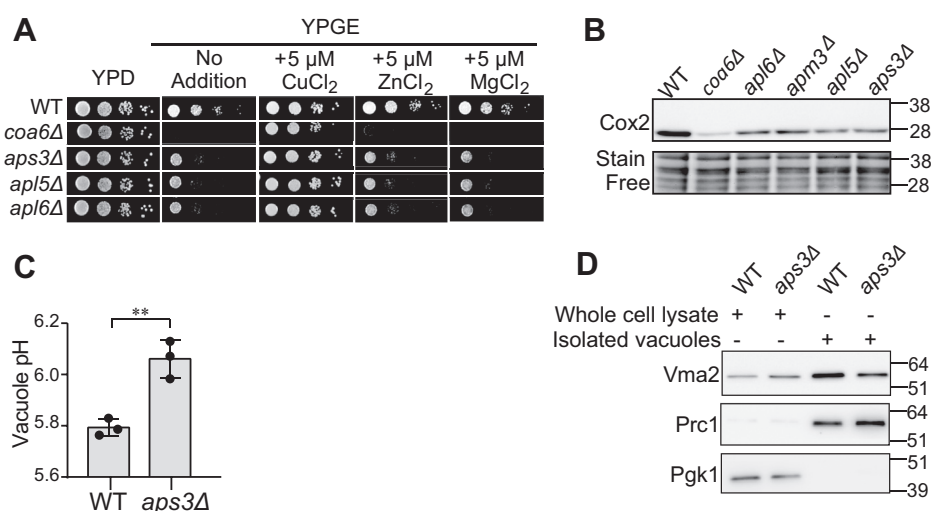 A
YPGE
YPD
No Addition
+5 µM CuCl2
+5 µM ZnCl2
+5 µM MgCl2
WT
coa6Δ
aps3Δ
apl5Δ
apl6Δ
B
WT coa6Δ apl6Δ apm3Δ apl5Δ aps3Δ
Cox2
38
28
Stain Free
38
28
C
**
Vacuole pH
6.2
6.0
5.8
5.6
WT aps3Δ
D
WT aps3Δ WT aps3Δ
Whole cell lysate + + - -
Isolated vacuoles - - + +
Vma2
64
51
Prc1
64
51
Pgk1
51
39